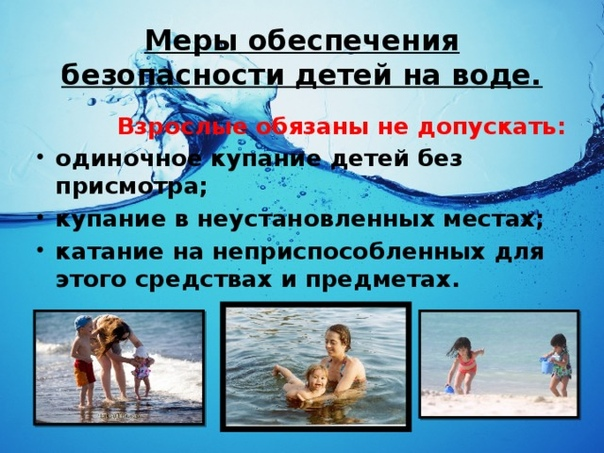 Меры обеспечения
безопасности детей на воде.
Взрослые обязаны не допускать:
• одиночное купание детей без
присмотра;
• купание в неустановленных местах;
• катание на неприспособленных для
этого средствах и предметах.